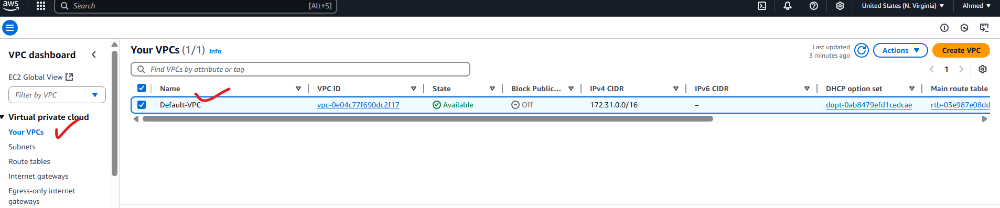 aws
Search [Alt+S] United States (N. Virginia) Ahmed
VPC dashboard
EC2 Global View
Filter by VPC
Virtual private cloud
Your VPCs
Subnets
Route tables
Internet gateways
Egress-only internet
gateways
Your VPCs (1/1) Info
Last updated
3 minutes ago
Actions
Create VPC
Find VPCs by attribute or tag
1
Name VPC ID State Block Public... IPv4 CIDR IPv6 CIDR DHCP option set Main route table
Default-VPC vpc-0e04c77f690dc2f17 Available Off 172.31.0.0/16 – dopt-0ab8479efd1cedcae rtb-03e987e08dd